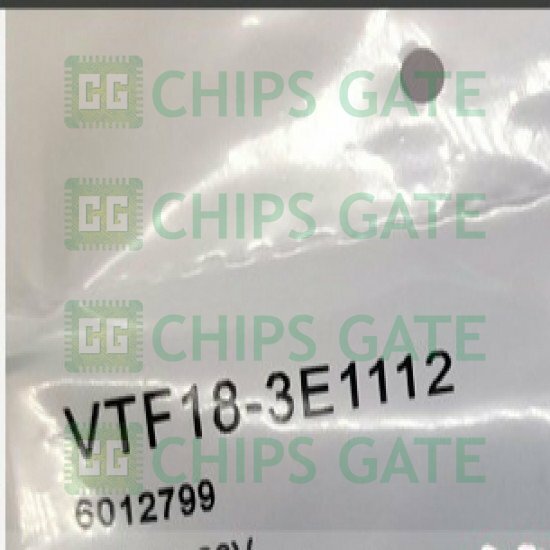 CG CHIPS GATE
CG CHIPS GATE
CG CHIPS GATE
VTF18-3E1112
CG CHIPS GATE
6012799